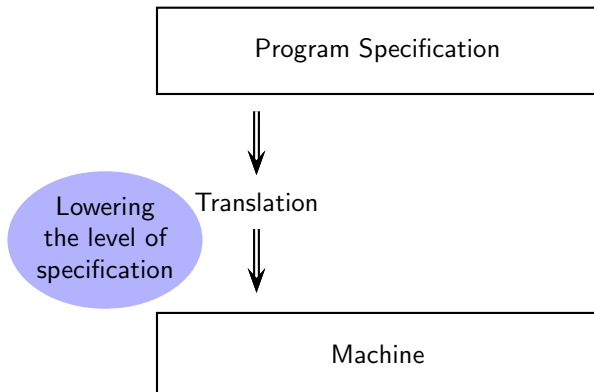 Program Specification
Translation
Lowering
the level of
specification
Machine